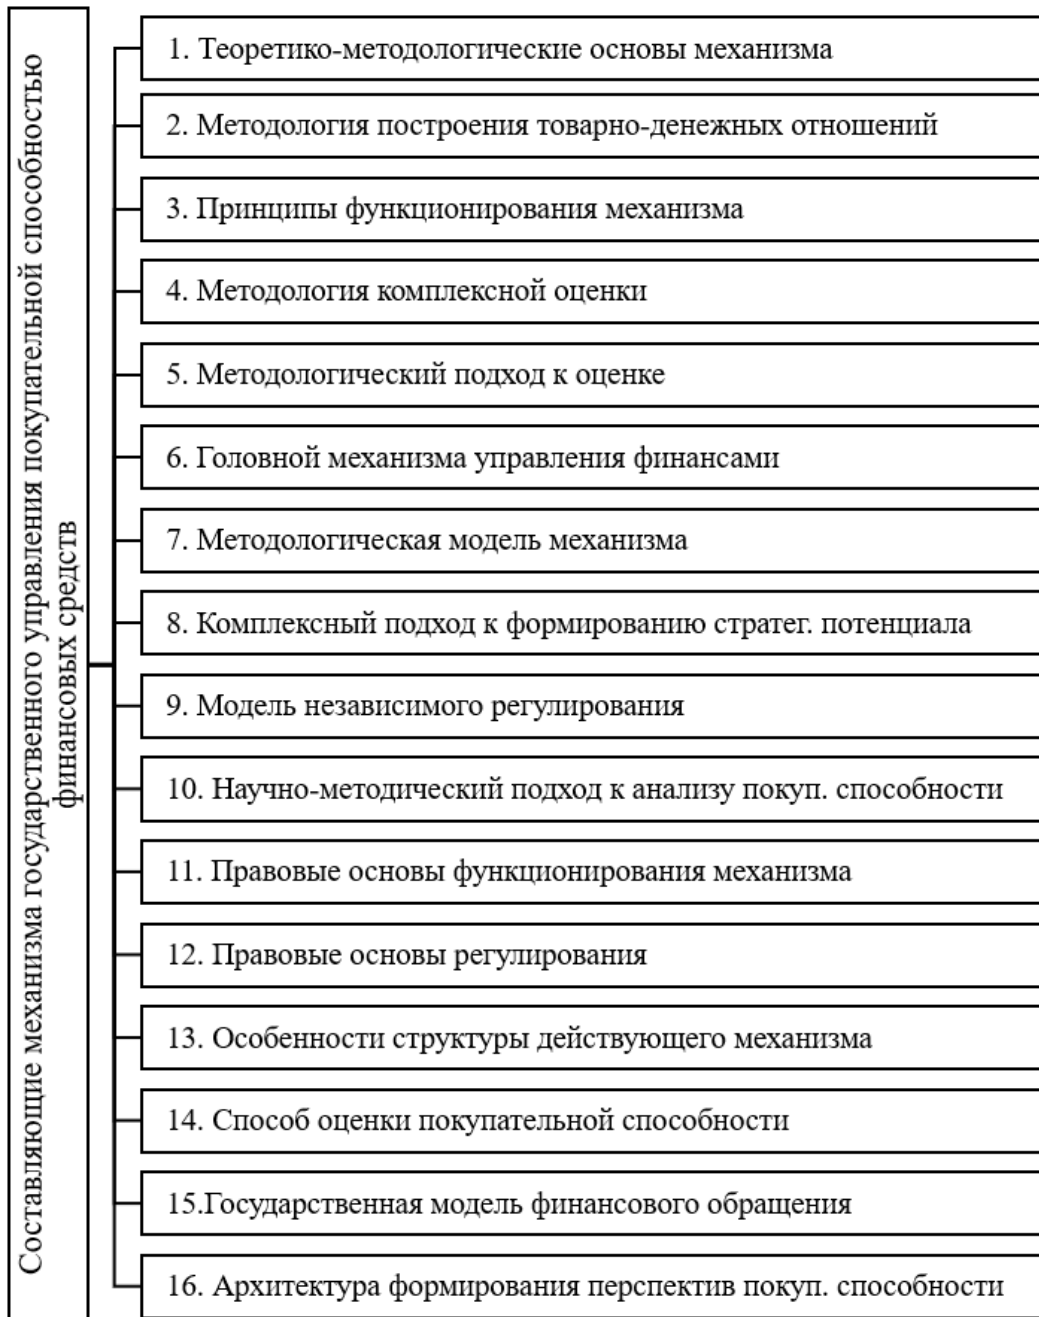 Составляющие механизма государственного управления покупательной способностью
финансовых средств
1. Теоретико-методологические основы механизма
2. Методология построения товарно-денежных отношений
3. Принципы функционирования механизма
4. Методология комплексной оценки
5. Методологический подход к оценке
6. Головной механизма управления финансами
7. Методологическая модель механизма
8. Комплексный подход к формированию стратег. потенциала
9. Модель независимого регулирования
10. Научно-методический подход к анализу покуп. способности
11. Правовые основы функционирования механизма
12. Правовые основы регулирования
13. Особенности структуры действующего механизма
14. Способ оценки покупательной способности
15.Государственная модель финансового обращения
16. Архитектура формирования перспектив покуп. способности